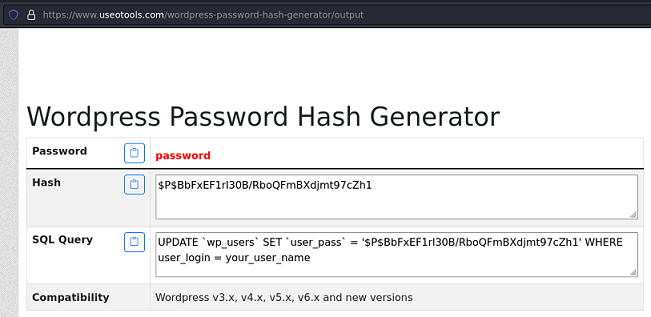 https://www.useotools.com/wordpress-password-hash-generator/output
Wordpress Password Hash Generator
Password password
Hash $P$BbFxEF1rl30B/RboQFmBXdjmt97cZh1
SQL Query UPDATE `wp_users` SET `user_pass` = '$P$BbFxEF1rl30B/RboQFmBXdjmt97cZh1' WHERE
user_login = your_user_name
Compatibility Wordpress v3.x, v4.x, v5.x, v6.x and new versions